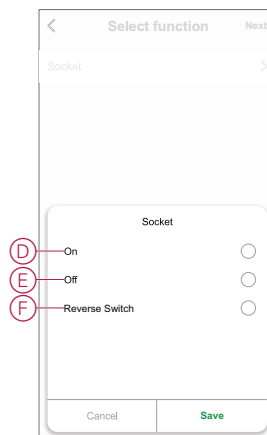 Select function Next
Socket
Socket
D On
E Off
F Reverse Switch
Cancel Save